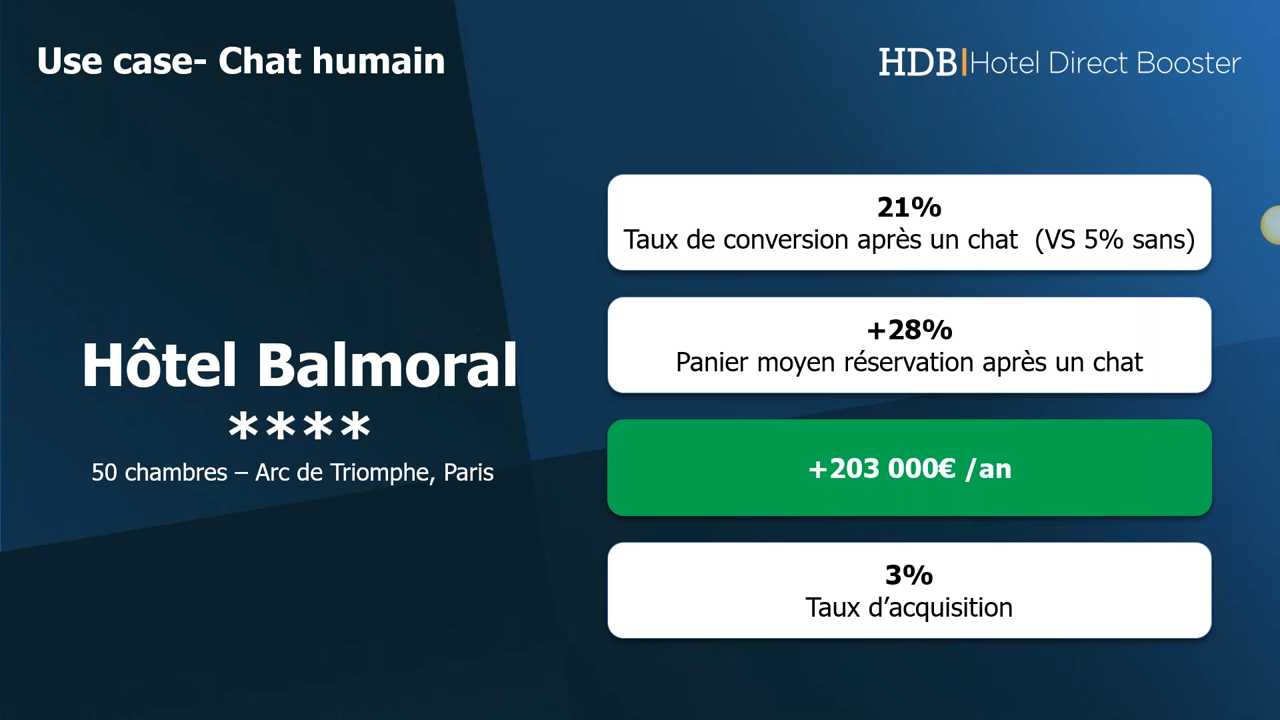 Use case- Chat humain
HDB|Hotel Direct Booster
21%
Taux de conversion après un chat  (VS 5% sans)
+28%
Panier moyen réservation après un chat
Hôtel Balmoral
****
50 chambres – Arc de Triomphe, Paris
+203 000€ /an
3%
Taux d’acquisition